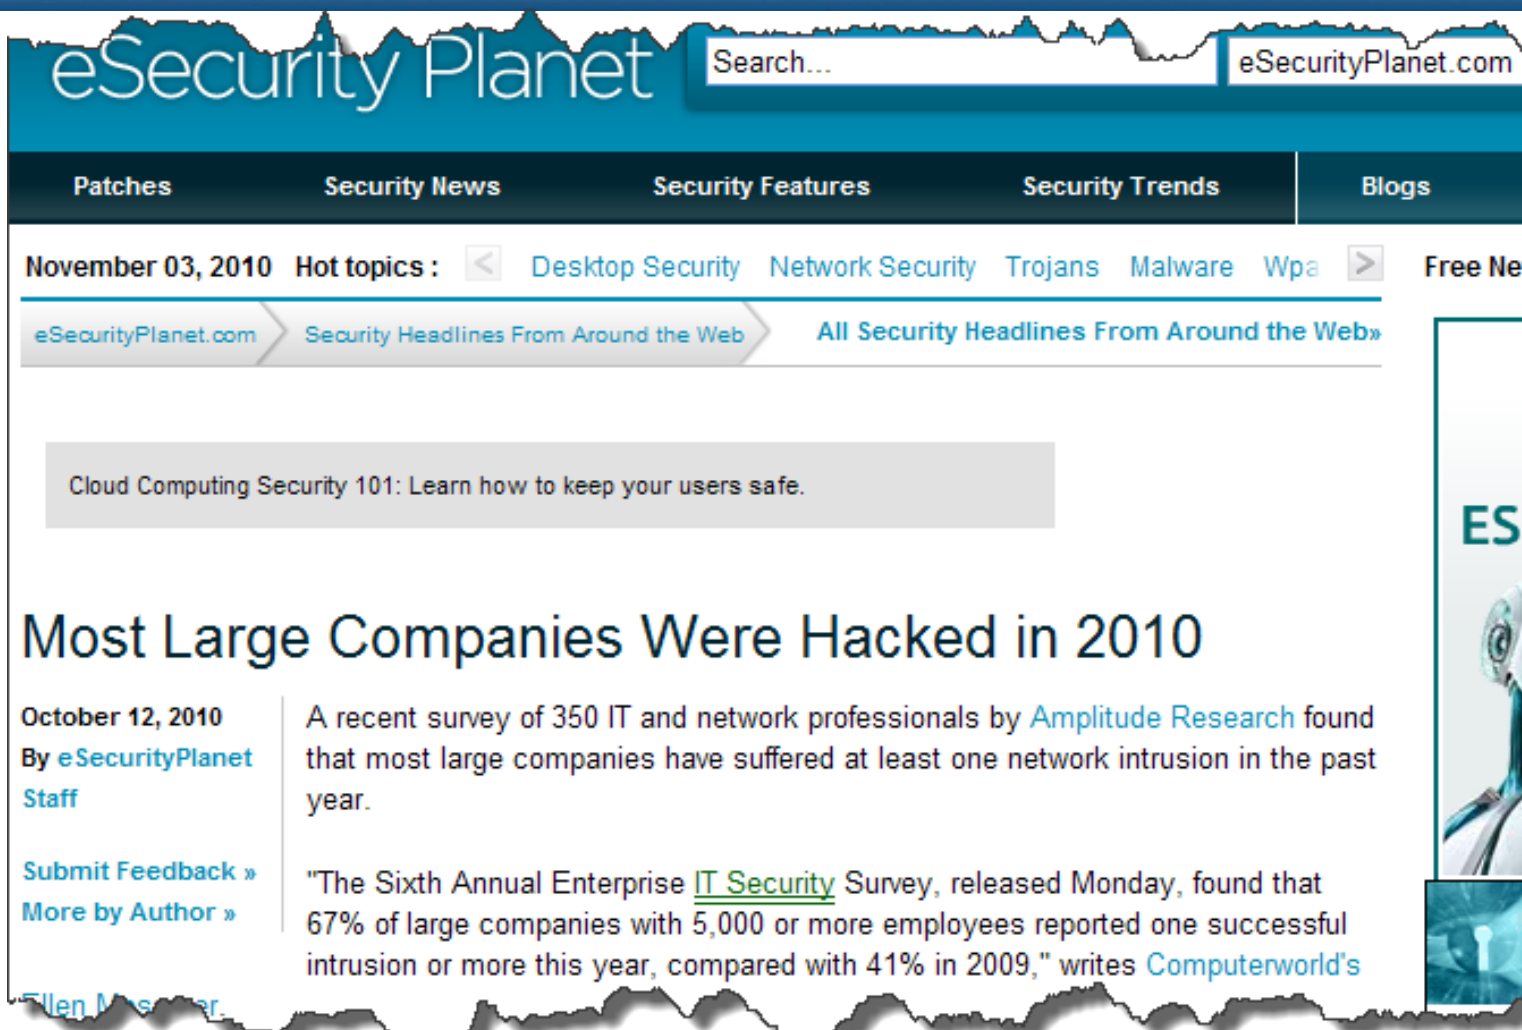 eSecurity Planet
Search...
eSecurityPlanet.com
Patches
Security News
Security Features
Security Trends
Blogs
November 03, 2010 Hot topics : < Desktop Security Network Security Trojans Malware Wpa > Free Ne
eSecurityPlanet.com
Security Headlines From Around the Web
All Security Headlines From Around the Web»
Cloud Computing Security 101: Learn how to keep your users safe.
ES
Most Large Companies Were Hacked in 2010
October 12, 2010
By eSecurityPlanet
Staff
Submit Feedback »
More by Author »
A recent survey of 350 IT and network professionals by Amplitude Research found
that most large companies have suffered at least one network intrusion in the past
year.
"The Sixth Annual Enterprise IT Security Survey, released Monday, found that
67% of large companies with 5,000 or more employees reported one successful
intrusion or more this year, compared with 41% in 2009," writes Computerworld's
Ellen